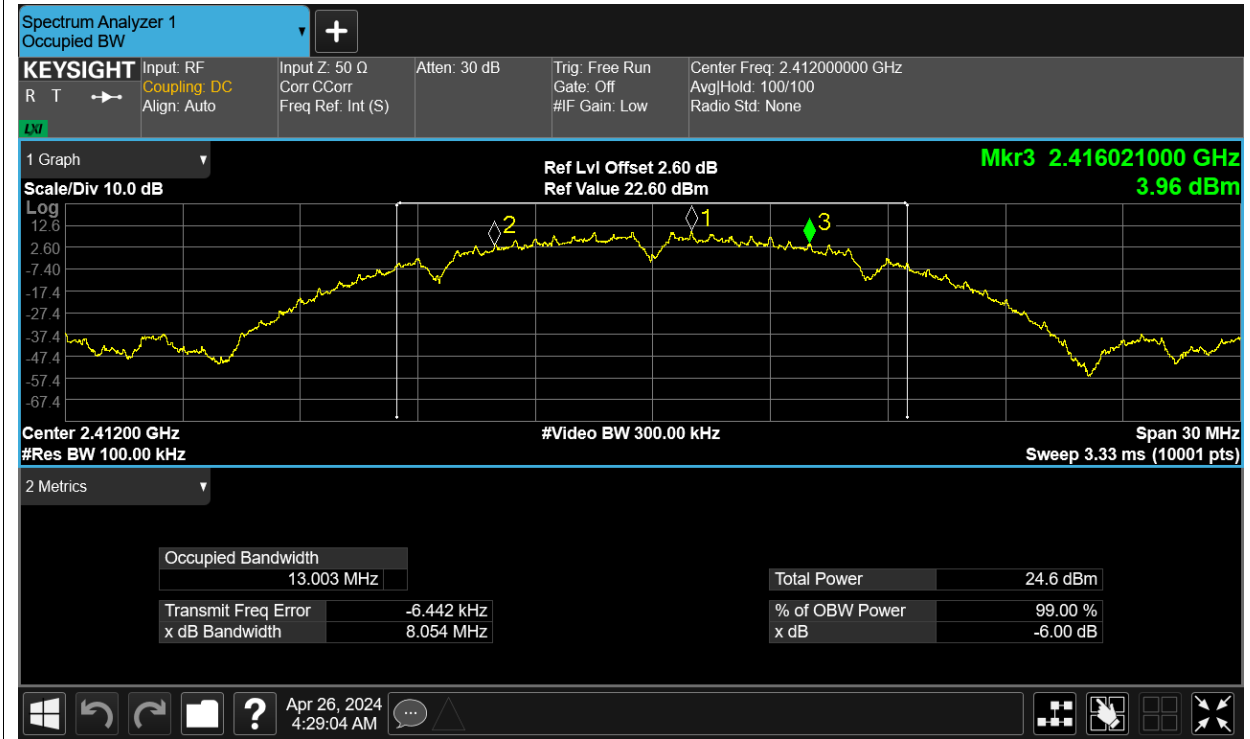 Spectrum Analyzer 1
Occupied BW
KEYSIGHT
R T
LXI
Input: RF
Coupling: DC
Align: Auto
Input Z: 50 Ω
Corr CCorr
Freq Ref: Int (S)
Atten: 30 dB
Trig: Free Run
Gate: Off
#IF Gain: Low
Center Freq: 2.412000000 GHz
Avg|Hold: 100/100
Radio Std: None
1 Graph
Scale/Div 10.0 dB
Ref Lvl Offset 2.60 dB
Ref Value 22.60 dBm
Mkr3 2.416021000 GHz
3.96 dBm
Log
12.6
2.60
-7.40
-17.4
-27.4
-37.4
-47.4
-57.4
-67.4
2
1
3
Center 2.41200 GHz
#Video BW 300.00 kHz
Span 30 MHz
#Res BW 100.00 kHz
Sweep 3.33 ms (10001 pts)
2 Metrics
Occupied Bandwidth
13.003 MHz
Total Power 24.6 dBm
Transmit Freq Error -6.442 kHz
% of OBW Power 99.00 %
x dB Bandwidth 8.054 MHz
x dB -6.00 dB
?
Apr 26, 2024
4:29:04 AM